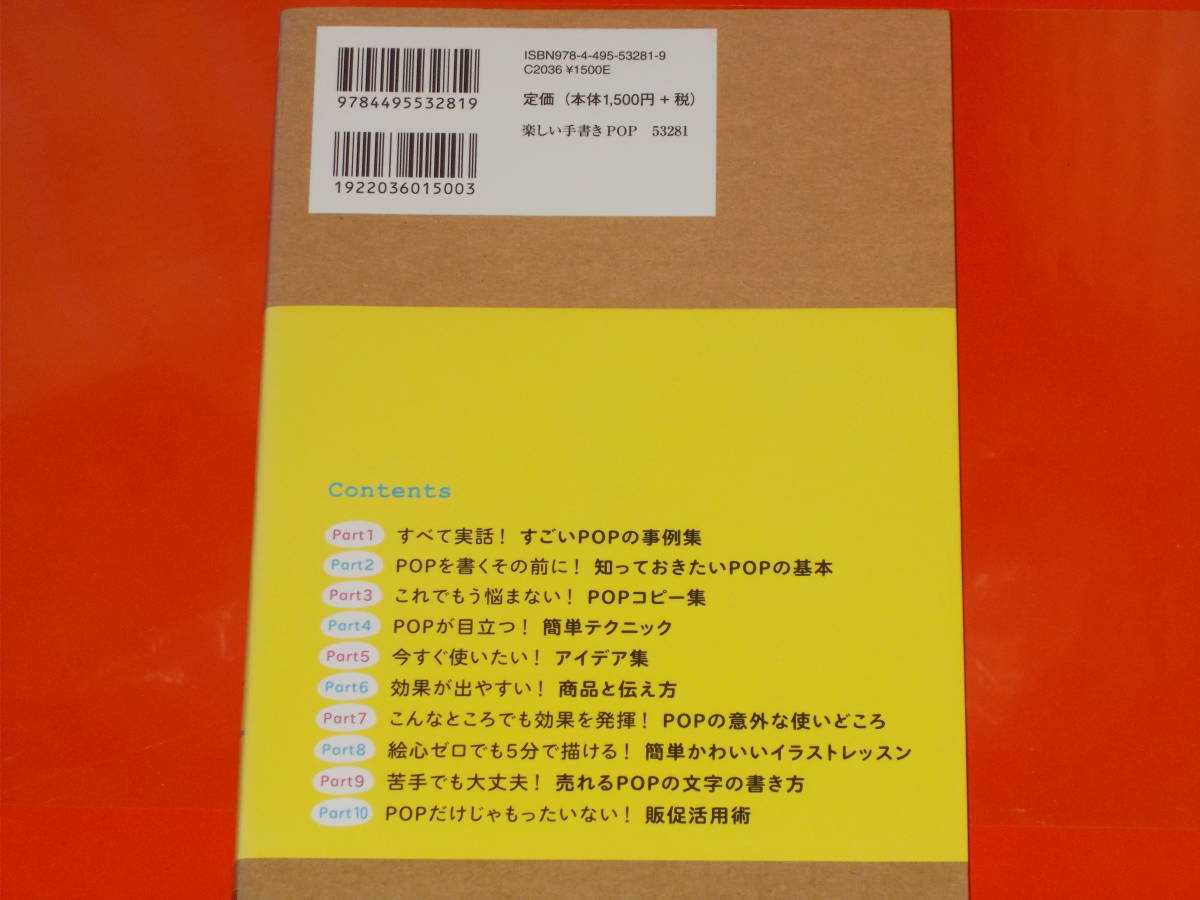 ISBN978-4-495-53281-9
C2036 ¥1500E
9784495532819
定価（本体1,500円＋税）
楽しい手書きPOP 53281
1922036015003
Contents
Part1 すべて実話！ すごいPOPの事例集
Part2 POPを書くその前に！ 知っておきたいPOPの基本
Part3 これでもう悩まない！ POPコピー集
Part4 POPが目立つ！ 簡単テクニック
Part5 今すぐ使いたい！ アイデア集
Part6 効果が出やすい！ 商品と伝え方
Part7 こんなところでも効果を発揮！ POPの意外な使いどころ
Part8 絵心ゼロでも5分で描ける！ 簡単かわいいイラストレッスン
Part9 苦手でも大丈夫！ 売れるPOPの文字の書き方
Part10 POPだけじゃもったいない！ 販促活用術